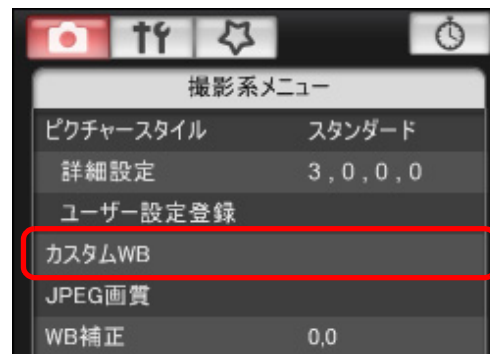 撮影系メニュー
ピクチャースタイル スタンダード
詳細設定 3,0,0,0
ユーザー設定登録
カスタムWB
JPEG画質
WB補正 0,0